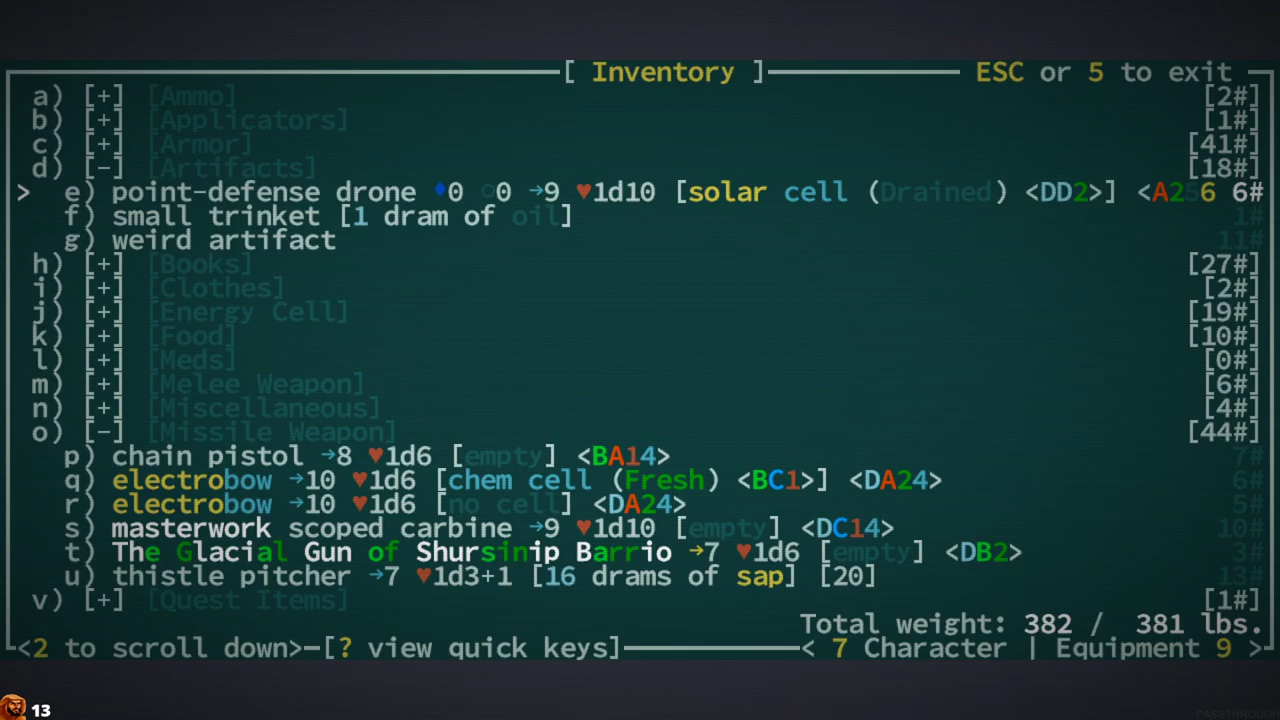 [ Inventory ] ESC or 5 to exit
a) [+] [Ammo] [2#]
b) [+] [Applicators] [1#]
c) [+] [Armor] [41#]
d) [-] [Artifacts] [18#]
> e) point-defense drone ♦0 ○0 →9 ♥1d10 [solar cell (Drained) <DD2>] <A256 6#
f) small trinket [1 dram of oil] 1#
g) weird artifact 11#
h) [+] [Books] [27#]
i) [+] [Clothes] [2#]
j) [+] [Energy Cell] [19#]
k) [+] [Food] [10#]
l) [+] [Meds] [0#]
m) [+] [Melee Weapon] [6#]
n) [+] [Miscellaneous] [4#]
o) [-] [Missile Weapon] [44#]
p) chain pistol →8 ♥1d6 [empty] <BA14> 7#
q) electrobow →10 ♥1d6 [chem cell (Fresh) <BC1>] <DA24> 6#
r) electrobow →10 ♥1d6 [no cell] <DA24> 5#
s) masterwork scoped carbine →9 ♥1d10 [empty] <DC14> 10#
t) The Glacial Gun of Shursinip Barrio →7 ♥1d6 [empty] <DB2> 3#
u) thistle pitcher →7 ♥1d3+1 [16 drams of sap] [20] 13#
v) [+] [Quest Items] [1#]
Total weight: 382 / 381 lbs.
<2 to scroll down> [? view quick keys] < 7 Character | Equipment 9 >
13